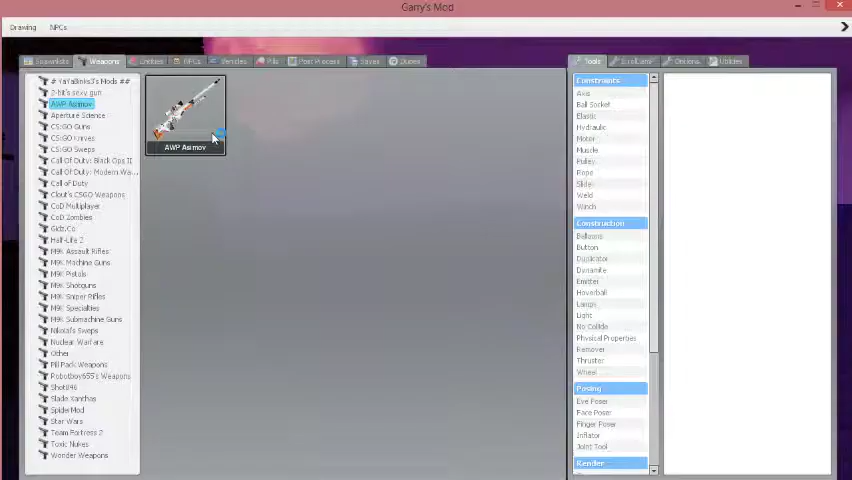 Garry's Mod
Drawing NPCs
Spawnlists Weapons Entities NPCs Vehicles Pills Post Process Saves Dupes
Tools Options Utilities
# YaYaBinks3's Mods ##
2-bit's sexy gun
AWP Asimov
Aperture Science
CS:GO Guns
CS:GO Knives
CS:GO Sweps
Call Of Duty: Black Ops II
Call Of Duty: Modern Wa...
Call of Duty
Clout's CSGO Weapons
CoD Multiplayer
CoD Zombies
Gidz.Co
Half-Life 2
M9K Assault Rifles
M9K Machine Guns
M9K Pistols
M9K Shotguns
M9K Sniper Rifles
M9K Specialties
M9K Submachine Guns
Nikolaf's Sweps
Nuclear Warfare
Other
Pill Pack Weapons
Robotboy655's Weapons
Shot846
Slade Xanthas
SpiderMod
Star Wars
Team Fortress 2
Toxic Nukes
Wonder Weapons
AWP Asimov
Constraints
Axis
Ball Socket
Elastic
Hydraulic
Motor
Muscle
Pulley
Rope
Slider
Weld
Winch
Construction
Balloons
Button
Duplicator
Dynamite
Emitter
Hoverball
Lamps
Light
No Collide
Physical Properties
Remover
Thruster
Wheel
Posing
Eye Poser
Face Poser
Finger Poser
Inflator
Joint Tool
Render